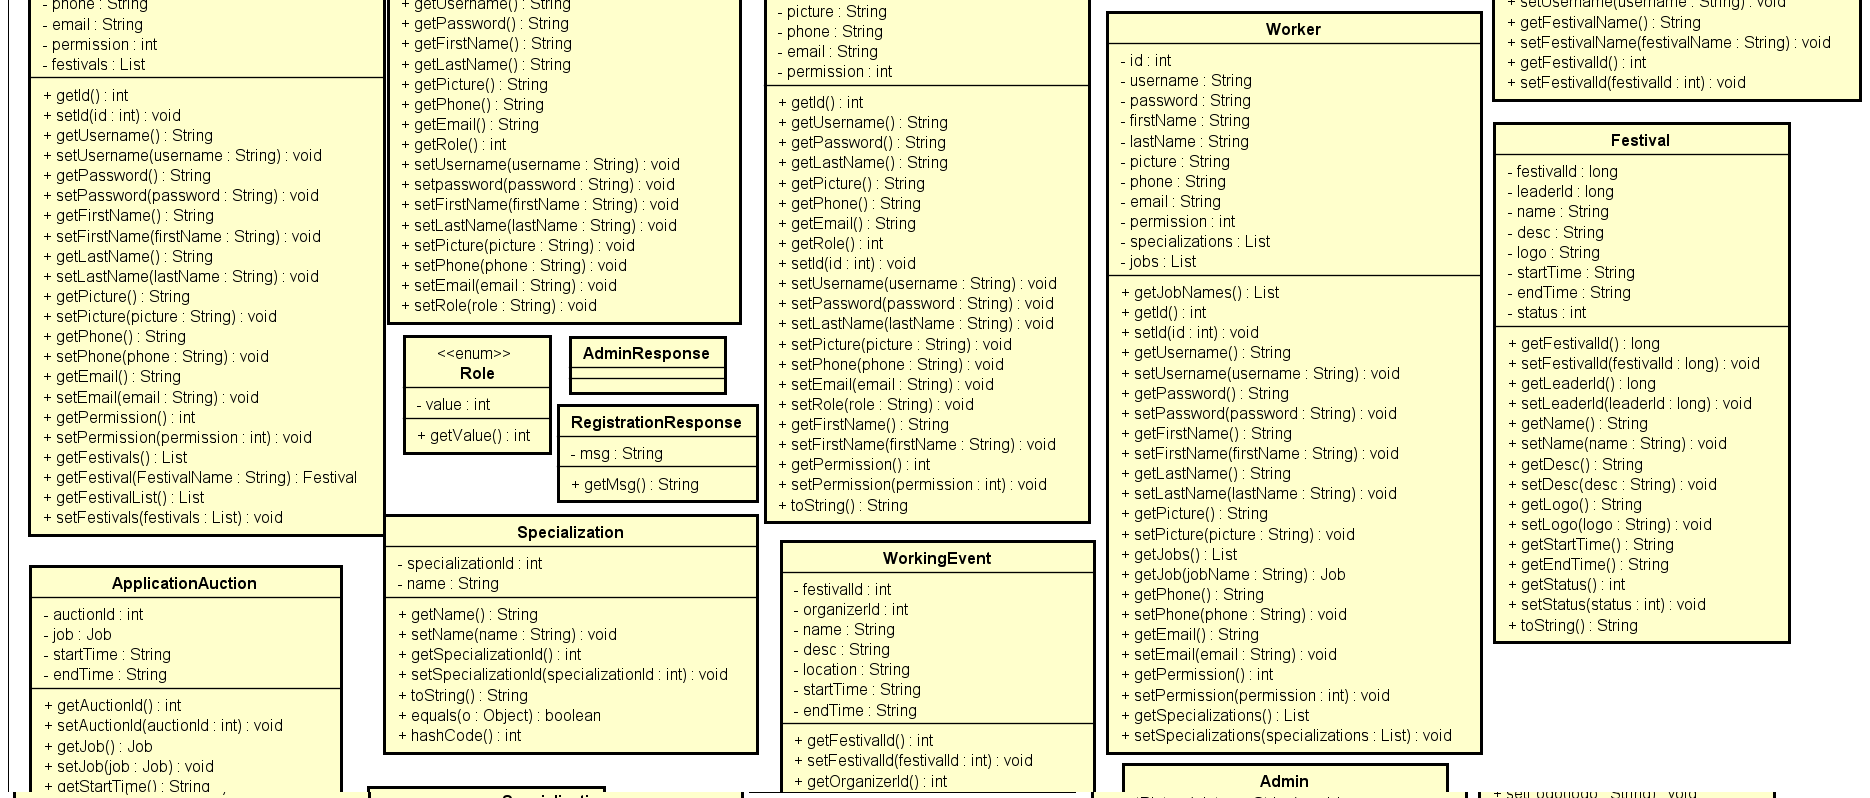 - phone : String
- email : String
- permission : int
- festivals : List
+ getId() : int
+ setId(id : int) : void
+ getUsername() : String
+ setUsername(username : String) : void
+ getPassword() : String
+ setPassword(password : String) : void
+ getFirstName() : String
+ setFirstName(firstName : String) : void
+ getLastName() : String
+ setLastName(lastName : String) : void
+ getPicture() : String
+ setPicture(picture : String) : void
+ getPhone() : String
+ setPhone(phone : String) : void
+ getEmail() : String
+ setEmail(email : String) : void
+ getPermission() : int
+ setPermission(permission : int) : void
+ getFestivals() : List
+ getFestival(FestivalName : String) : Festival
+ getFestivalList() : List
+ setFestivals(festivals : List) : void
ApplicationAuction
- auctionId : int
- job : Job
- startTime : String
- endTime : String
+ getAuctionId() : int
+ setAuctionId(auctionId : int) : void
+ getJob() : Job
+ setJob(job : Job) : void
+ getStartTime() : String
+ getUsername() : String
+ getPassword() : String
+ getFirstName() : String
+ getLastName() : String
+ getPicture() : String
+ getPhone() : String
+ getEmail() : String
+ getRole() : int
+ setUsername(username : String) : void
+ setpassword(password : String) : void
+ setFirstName(firstName : String) : void
+ setLastName(lastName : String) : void
+ setPicture(picture : String) : void
+ setPhone(phone : String) : void
+ setEmail(email : String) : void
+ setRole(role : String) : void
<<enum>>
Role
- value : int
+ getValue() : int
AdminResponse
RegistrationResponse
- msg : String
+ getMsg() : String
Specialization
- specializationId : int
- name : String
+ getName() : String
+ setName(name : String) : void
+ getSpecializationId() : int
+ setSpecializationId(specializationId : int) : void
+ toString() : String
+ equals(o : Object) : boolean
+ hashCode() : int
- picture : String
- phone : String
- email : String
- permission : int
+ getId() : int
+ getUsername() : String
+ getPassword() : String
+ getLastName() : String
+ getPicture() : String
+ getPhone() : String
+ getEmail() : String
+ getRole() : int
+ setId(id : int) : void
+ setUsername(username : String) : void
+ setPassword(password : String) : void
+ setLastName(lastName : String) : void
+ setPicture(picture : String) : void
+ setPhone(phone : String) : void
+ setEmail(email : String) : void
+ setRole(role : String) : void
+ getFirstName() : String
+ setFirstName(firstName : String) : void
+ getPermission() : int
+ setPermission(permission : int) : void
+ toString() : String
WorkingEvent
- festivalId : int
- organizerId : int
- name : String
- desc : String
- location : String
- startTime : String
- endTime : String
+ getFestivalId() : int
+ setFestivalId(festivalId : int) : void
+ getOrganizerId() : int
Worker
- id : int
- username : String
- password : String
- firstName : String
- lastName : String
- picture : String
- phone : String
- email : String
- permission : int
- specializations : List
- jobs : List
+ getJobNames() : List
+ getId() : int
+ setId(id : int) : void
+ getUsername() : String
+ setUsername(username : String) : void
+ getPassword() : String
+ setPassword(password : String) : void
+ getFirstName() : String
+ setFirstName(firstName : String) : void
+ getLastName() : String
+ setLastName(lastName : String) : void
+ getPicture() : String
+ setPicture(picture : String) : void
+ getJobs() : List
+ getJob(jobName : String) : Job
+ getPhone() : String
+ setPhone(phone : String) : void
+ getEmail() : String
+ setEmail(email : String) : void
+ getPermission() : int
+ setPermission(permission : int) : void
+ getSpecializations() : List
+ setSpecializations(specializations : List) : void
Admin
+ setUsername(username : String) : void
+ getFestivalName() : String
+ setFestivalName(festivalName : String) : void
+ getFestivalId() : int
+ setFestivalId(festivalId : int) : void
Festival
- festivalId : long
- leaderId : long
- name : String
- desc : String
- logo : String
- startTime : String
- endTime : String
- status : int
+ getFestivalId() : long
+ setFestivalId(festivalId : long) : void
+ getLeaderId() : long
+ setLeaderId(leaderId : long) : void
+ getName() : String
+ setName(name : String) : void
+ getDesc() : String
+ setDesc(desc : String) : void
+ getLogo() : String
+ setLogo(logo : String) : void
+ getStartTime() : String
+ getEndTime() : String
+ getStatus() : int
+ setStatus(status : int) : void
+ toString() : String